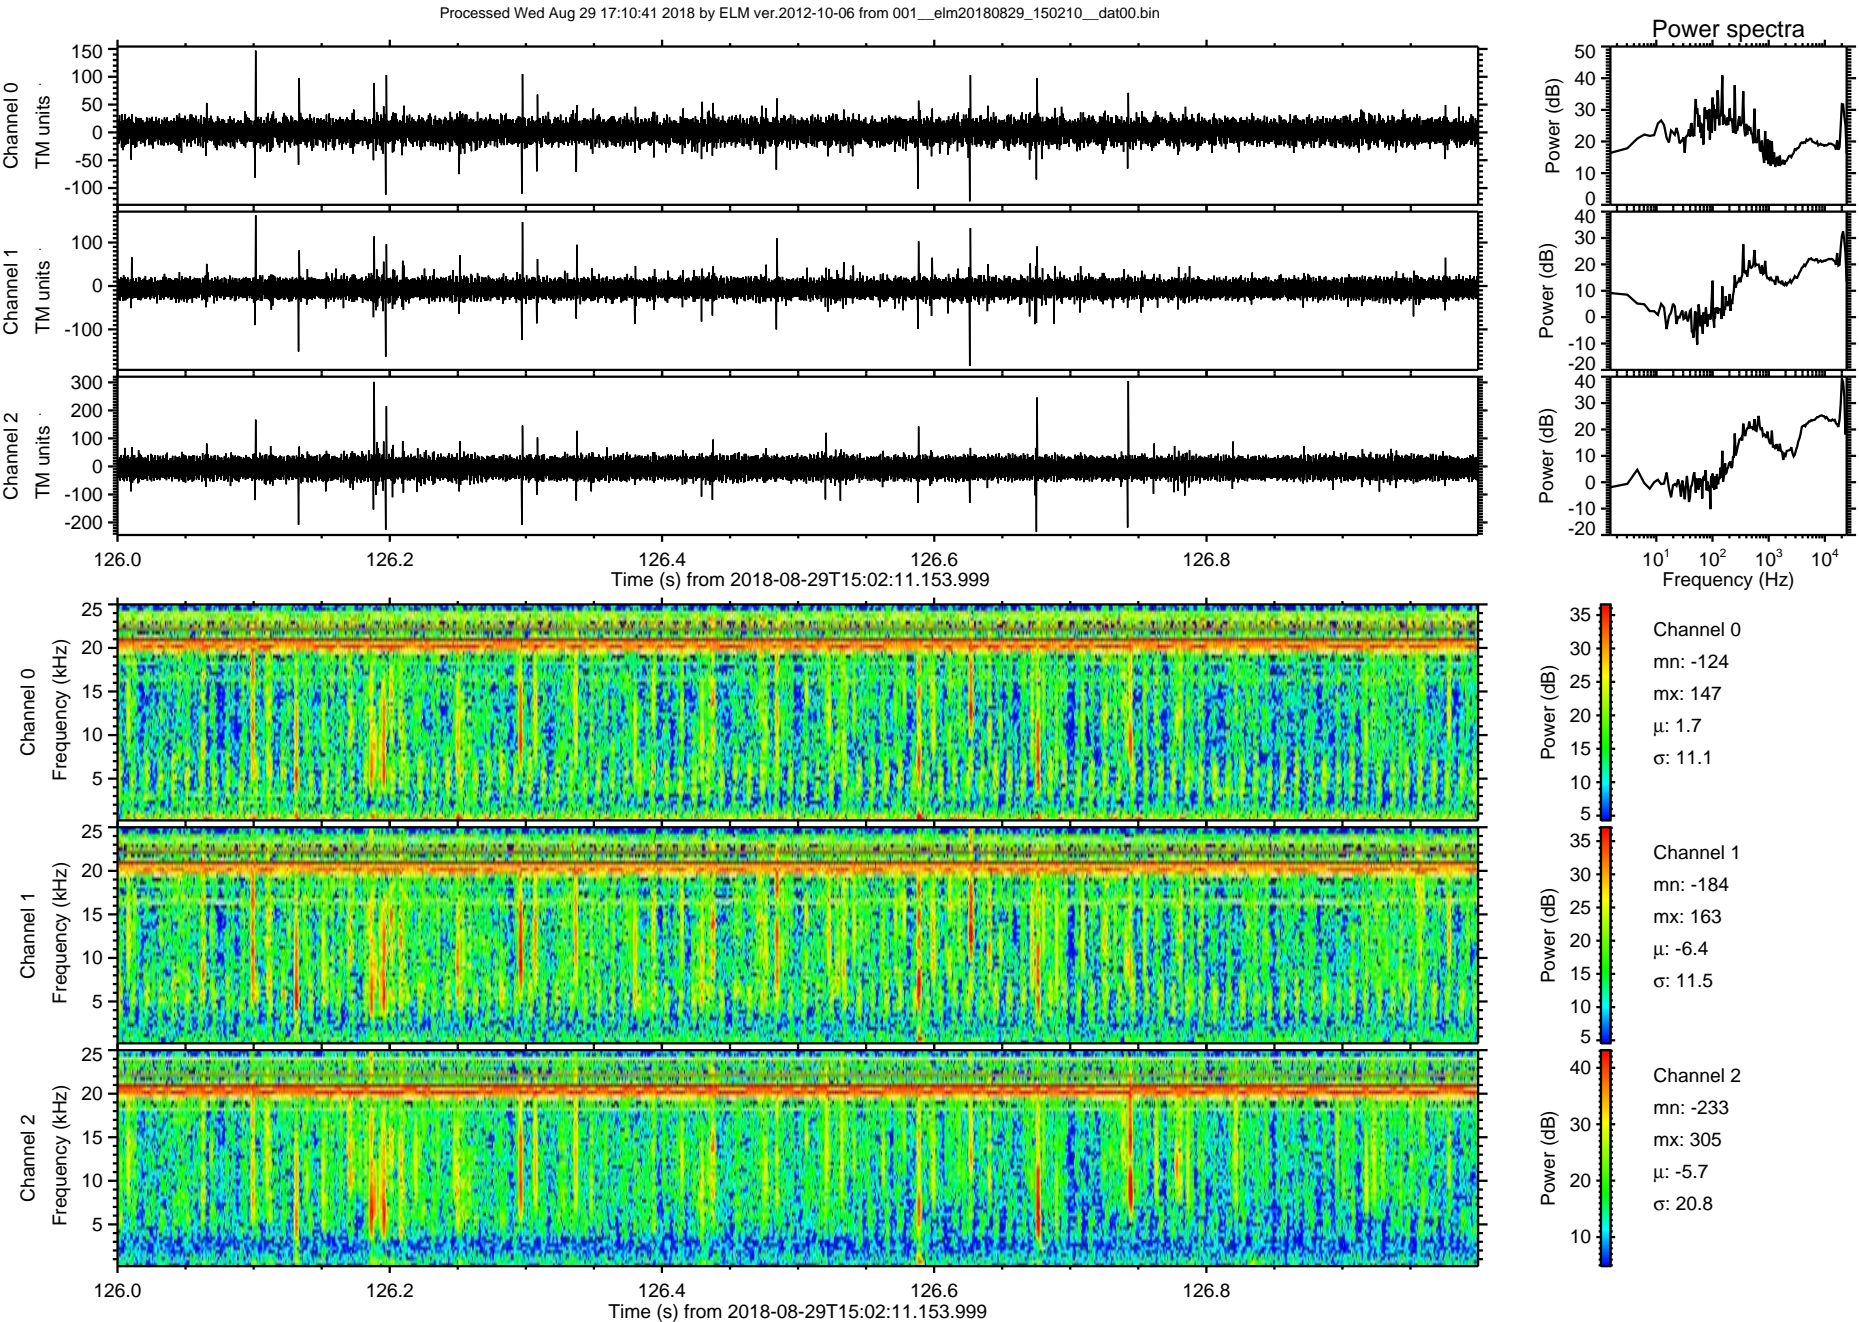 Processed Wed Aug 29 17:10:41 2018 by ELM ver.2012-10-06 from 001__elm20180829_150210__dat00.bin
Power spectra
Channel 0
TM units
150
100
50
0
-50
-100
Power (dB)
50
40
30
20
10
0
Channel 1
TM units
100
0
-100
Power (dB)
40
30
20
10
0
-10
-20
Channel 2
TM units
300
200
100
0
-100
-200
Power (dB)
40
30
20
10
0
-10
-20
126.0 126.2 126.4 126.6 126.8
Time (s) from 2018-08-29T15:02:11.153.999
10^1 10^2 10^3 10^4
Frequency (Hz)
Channel 0
Frequency (kHz)
25
20
15
10
5
Power (dB)
35
30
25
20
15
10
5
Channel 0
mn: -124
mx: 147
μ: 1.7
σ: 11.1
Channel 1
Frequency (kHz)
25
20
15
10
5
Power (dB)
35
30
25
20
15
10
5
Channel 1
mn: -184
mx: 163
μ: -6.4
σ: 11.5
Channel 2
Frequency (kHz)
25
20
15
10
5
Power (dB)
40
30
20
10
Channel 2
mn: -233
mx: 305
μ: -5.7
σ: 20.8
126.0 126.2 126.4 126.6 126.8
Time (s) from 2018-08-29T15:02:11.153.999